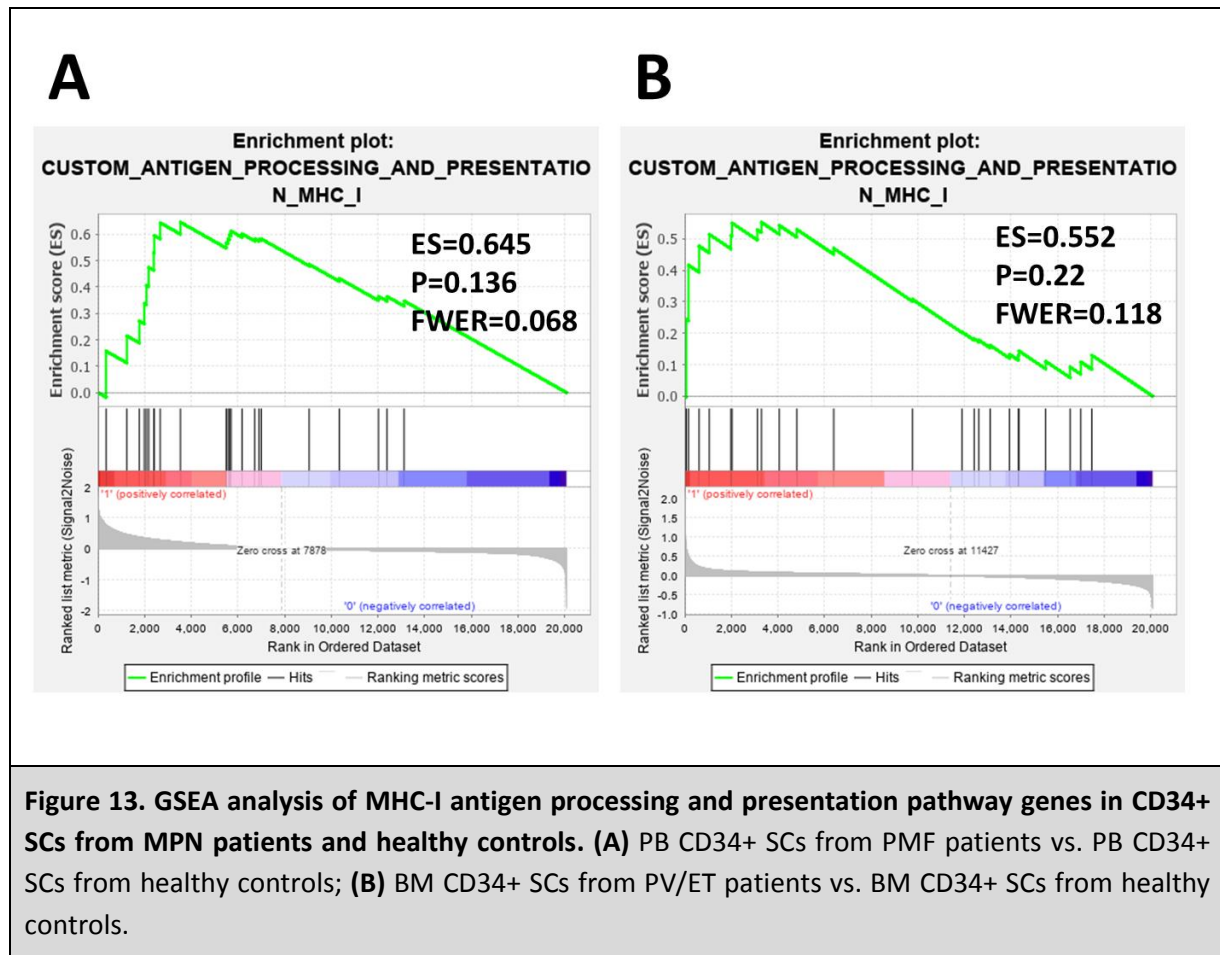 A
Enrichment plot:
CUSTOM_ANTIGEN_PROCESSING_AND_PRESENTATIO
N_MHC_I
Enrichment score (ES)
0.6
0.5
0.4
0.3
0.2
0.1
0.0
ES=0.645
P=0.136
FWER=0.068
'1' (positively correlated)
Ranked list metric (Signal2Noise)
2
1
0
-1
-2
Zero cross at 7878
'0' (negatively correlated)
0 2,000 4,000 6,000 8,000 10,000 12,000 14,000 16,000 18,000 20,000
Rank in Ordered Dataset
Enrichment profile Hits Ranking metric scores
B
Enrichment plot:
CUSTOM_ANTIGEN_PROCESSING_AND_PRESENTATIO
N_MHC_I
Enrichment score (ES)
0.5
0.4
0.3
0.2
0.1
0.0
ES=0.552
P=0.22
FWER=0.118
'1' (positively correlated)
Ranked list metric (Signal2Noise)
2.0
1.5
1.0
0.5
0.0
-0.5
-1.0
Zero cross at 11427
'0' (negatively correlated)
0 2,000 4,000 6,000 8,000 10,000 12,000 14,000 16,000 18,000 20,000
Rank in Ordered Dataset
Enrichment profile Hits Ranking metric scores
Figure 13. GSEA analysis of MHC-I antigen processing and presentation pathway genes in CD34+
SCs from MPN patients and healthy controls. (A) PB CD34+ SCs from PMF patients vs. PB CD34+
SCs from healthy controls; (B) BM CD34+ SCs from PV/ET patients vs. BM CD34+ SCs from healthy
controls.